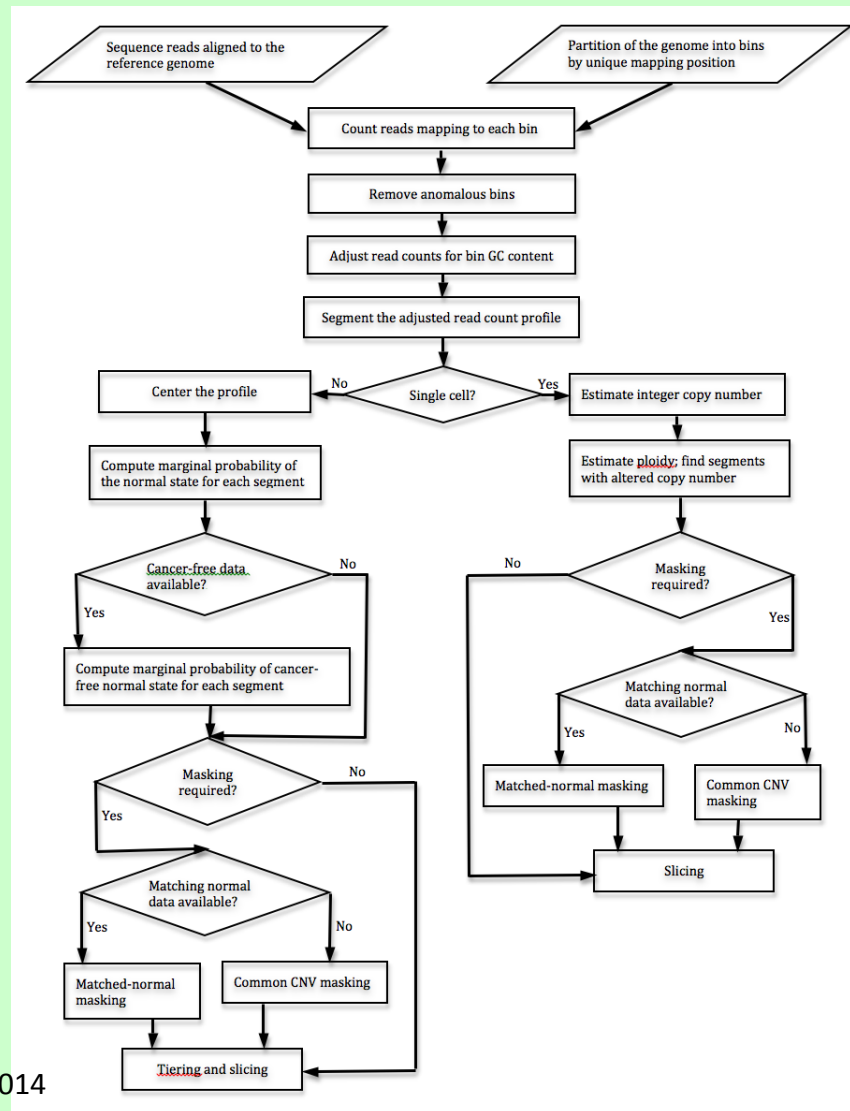 Sequence reads aligned to the
reference genome
Partition of the genome into bins
by unique mapping position
Count reads mapping to each bin
Remove anomalous bins
Adjust read counts for bin GC content
Segment the adjusted read count profile
Single cell?
No
Yes
Center the profile
Estimate integer copy number
Compute marginal probability of
the normal state for each segment
Estimate ploidy; find segments
with altered copy number
Cancer-free data
available?
No
Yes
Masking
required?
No
Yes
Compute marginal probability of cancer-
free normal state for each segment
Matching normal
data available?
Yes
No
Masking
required?
No
Yes
Matched-normal masking
Common CNV
masking
Slicing
Matching normal
data available?
Yes
No
Matched-normal
masking
Common CNV masking
Tiering and slicing
014